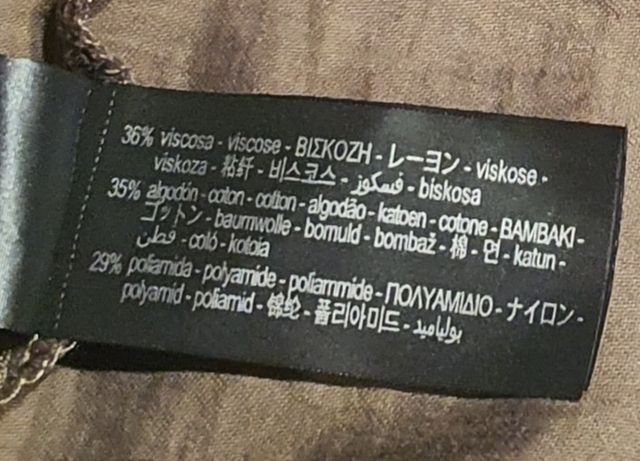 36% viscosa - viscose - ΒΙΣΚΟΖΗ - レーヨン - viskose -
viskoza - 粘纤 - 비스코스 - فسكوز - biskosa
35% algodón - coton - cotton - algodão - katoen - cotone - BAMBAKI -
コットン - baumwolle - bomuld - bombaž - 棉 - 면 - katun -
قطن - cotó - kotoia
29% poliamida - polyamide - poliammide - ΠΟΛΥΑΜΙΔΙΟ - ナイロン -
polyamid - poliamid - 锦纶 - 폴리아미드 - بولياميد